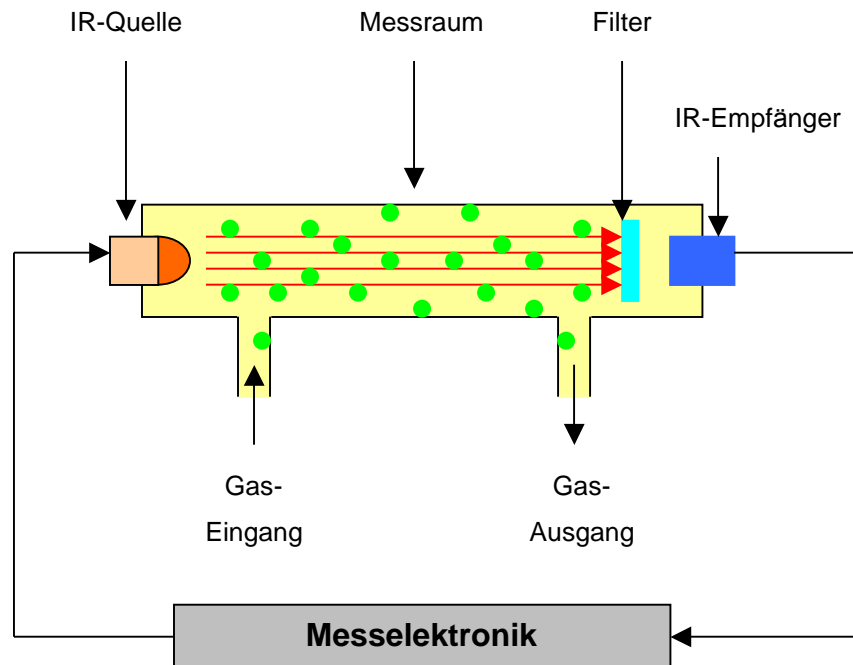 IR-Quelle
Messraum
Filter
IR-Empfänger
Gas-
Eingang
Gas-
Ausgang
Messelektronik